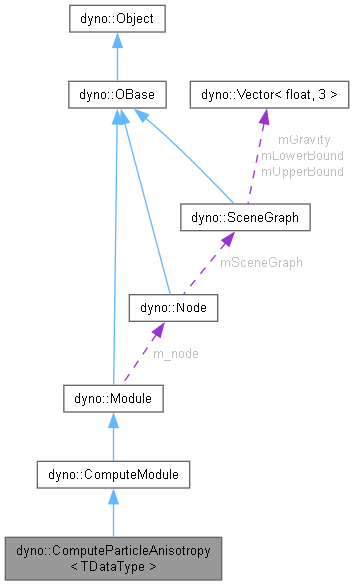 dyno::Object
dyno::OBase
dyno::Vector< float, 3 >
mGravity
mLowerBound
mUpperBound
dyno::SceneGraph
mSceneGraph
dyno::Node
m_node
dyno::Module
dyno::ComputeModule
dyno::ComputeParticleAnisotropy
< TDataType >